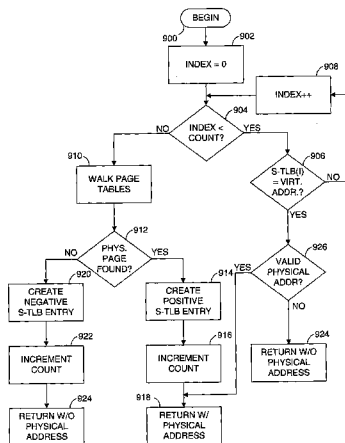 BEGIN
900
902
INDEX = 0
908
INDEX++
904
INDEX <
COUNT?
NO
YES
910
WALK PAGE
TABLES
906
S-TLB(I)
= VIRT.
ADDR.?
NO
YES
912
PHYS.
PAGE
FOUND?
NO
YES
926
VALID
PHYSICAL
ADDR?
YES
NO
920
CREATE
NEGATIVE
S-TLB ENTRY
914
CREATE
POSITIVE
S-TLB ENTRY
922
INCREMENT
COUNT
916
INCREMENT
COUNT
924
RETURN W/O
PHYSICAL
ADDRESS
924
RETURN W/O
PHYSICAL
ADDRESS
918
RETURN W/
PHYSICAL
ADDRESS